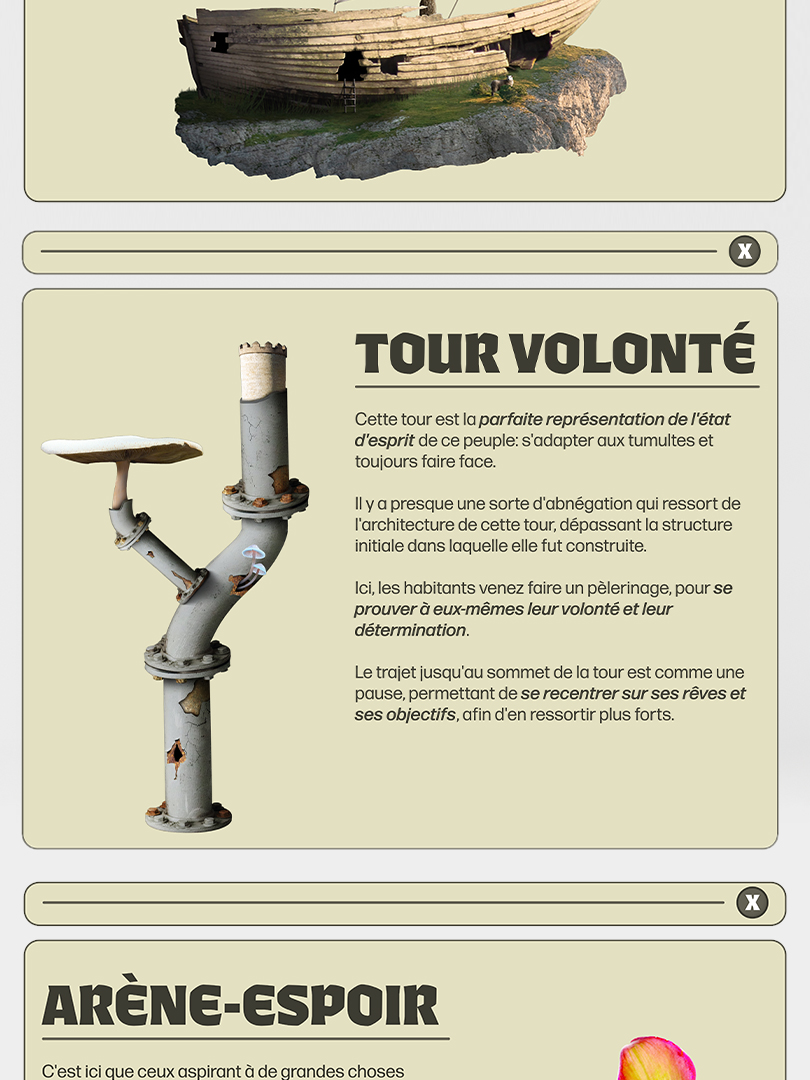 X
TOUR VOLONTÉ
Cette tour est la parfaite représentation de l'état
d'esprit de ce peuple: s'adapter aux tumultes et
toujours faire face.
Il y a presque une sorte d'abnégation qui ressort de
l'architecture de cette tour, dépassant la structure
initiale dans laquelle elle fut construite.
Ici, les habitants venez faire un pèlerinage, pour se
prouver à eux-mêmes leur volonté et leur
détermination.
Le trajet jusqu'au sommet de la tour est comme une
pause, permettant de se recentrer sur ses rêves et
ses objectifs, afin d'en ressortir plus forts.
X
ARÈNE-ESPOIR
C'est ici que ceux aspirant à de grandes choses